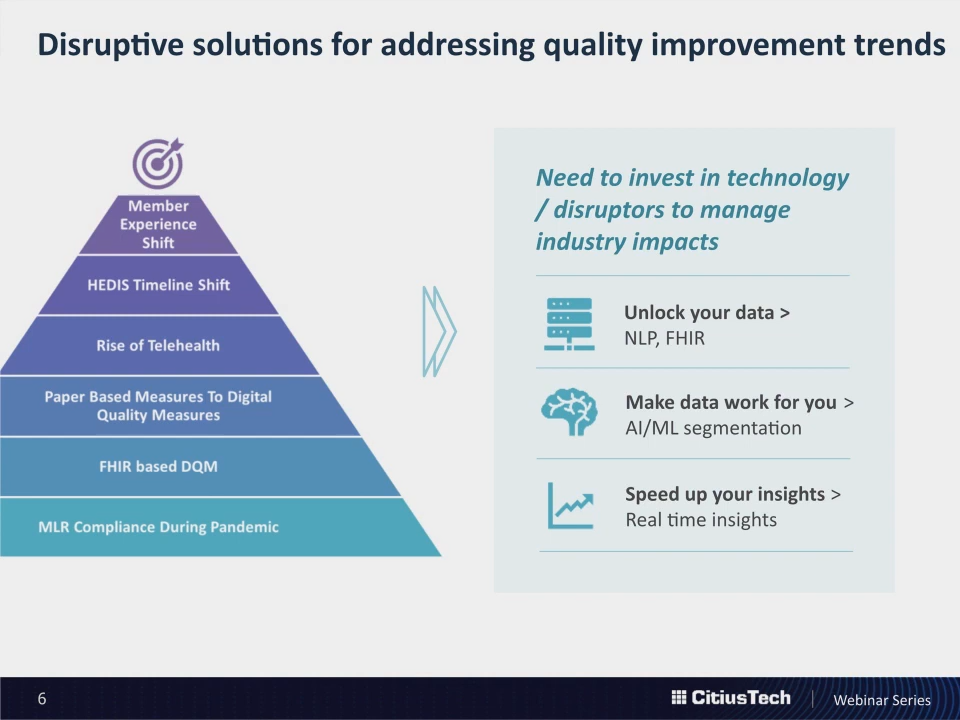 Disruptive solutions for addressing quality improvement trends
Member
Experience
Shift
HEDIS Timeline Shift
Rise of Telehealth
Paper Based Measures To Digital
Quality Measures
FHIR based DQM
MLR Compliance During Pandemic
Need to invest in technology
/ disruptors to manage
industry impacts
Unlock your data >
NLP, FHIR
Make data work for you >
AI/ML segmentation
Speed up your insights >
Real time insights
6
CitiusTech
Webinar Series